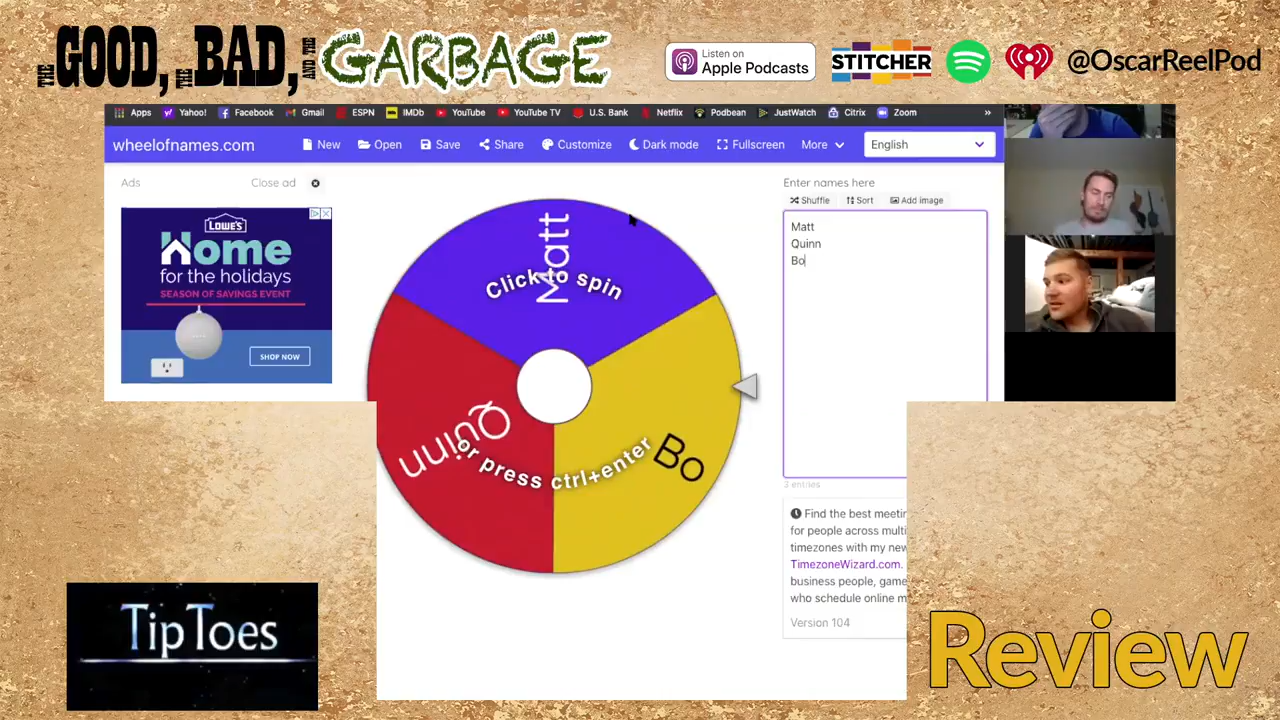 THE GOOD, THE BAD, AND THE GARBAGE
Listen on
Apple Podcasts
STITCHER
@OscarReelPod
Apps Yahoo! Facebook Gmail ESPN IMDb YouTube YouTube TV U.S. Bank Netflix Podbean JustWatch Citrix Zoom »
wheelofnames.com New Open Save Share Customize Dark mode Fullscreen More English
Ads Close ad
Enter names here
Shuffle Sort Add image
LOWE'S
Home
for the holidays
SEASON OF SAVINGS EVENT
SHOP NOW
Matt
Click to spin
Quinn
Bo
or press ctrl+enter
Matt
Quinn
Bo
3 entries
Find the best meetin
for people across multi
timezones with my new
TimezoneWizard.com.
business people, game
who schedule online m
Version 104
TipToes
Review